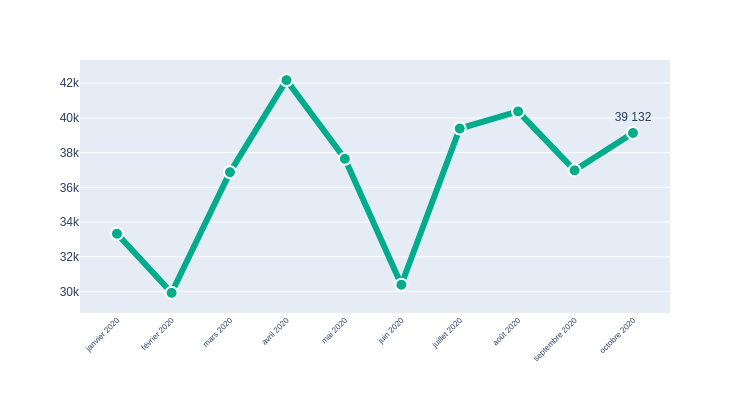 42k
40k
38k
36k
34k
32k
30k
39 132
janvier 2020
février 2020
mars 2020
avril 2020
mai 2020
juin 2020
juillet 2020
août 2020
septembre 2020
octobre 2020